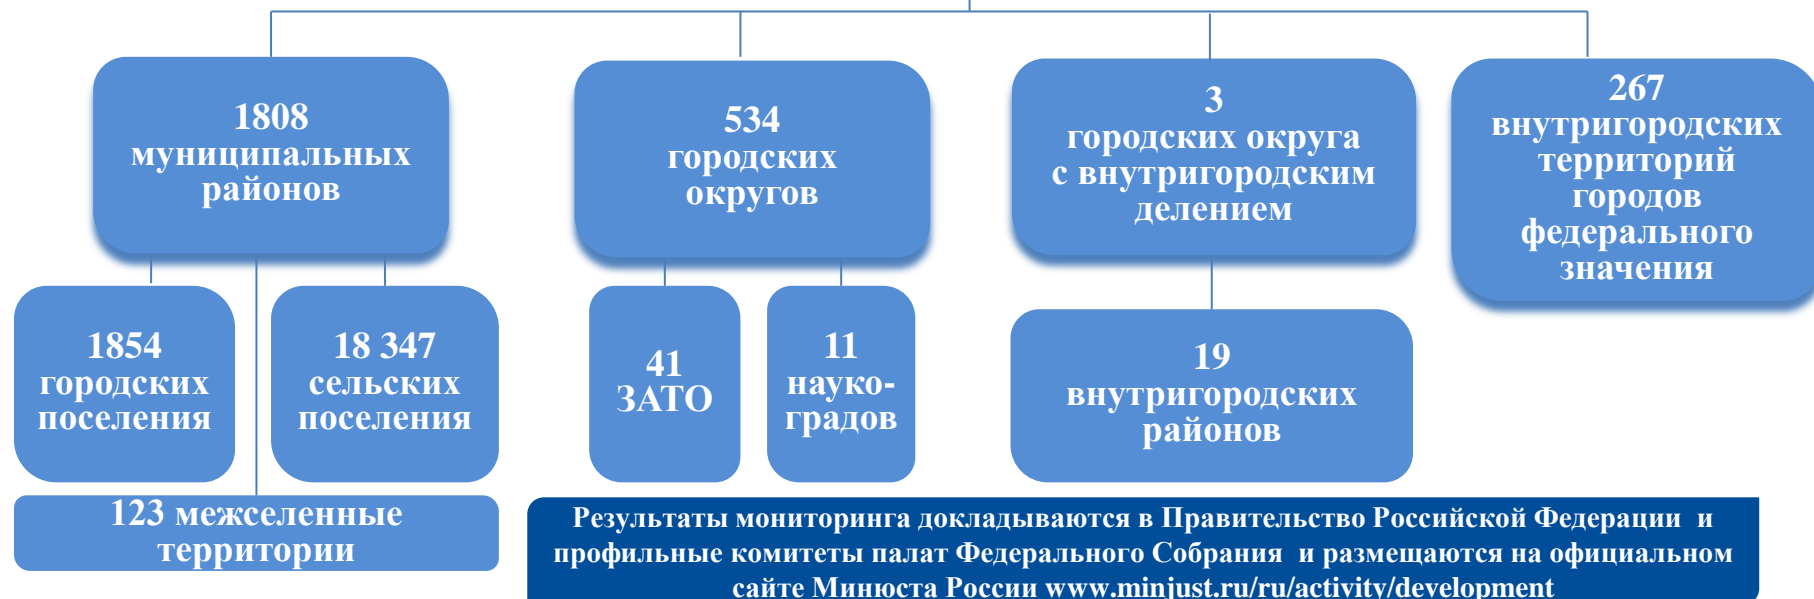 1808
муниципальных
районов
534
городских
округов
3
городских округа
с внутригородским
делением
267
внутригородских
территорий
городов
федерального
значения
1854
городских
поселения
18 347
сельских
поселения
41
ЗАТО
11
науко-
градов
19
внутригородских
районов
123 межселенные
территории
Результаты мониторинга докладываются в Правительство Российской Федерации и
профильные комитеты палат Федерального Собрания и размещаются на официальном
сайте Минюста России www.minjust.ru/ru/activity/development